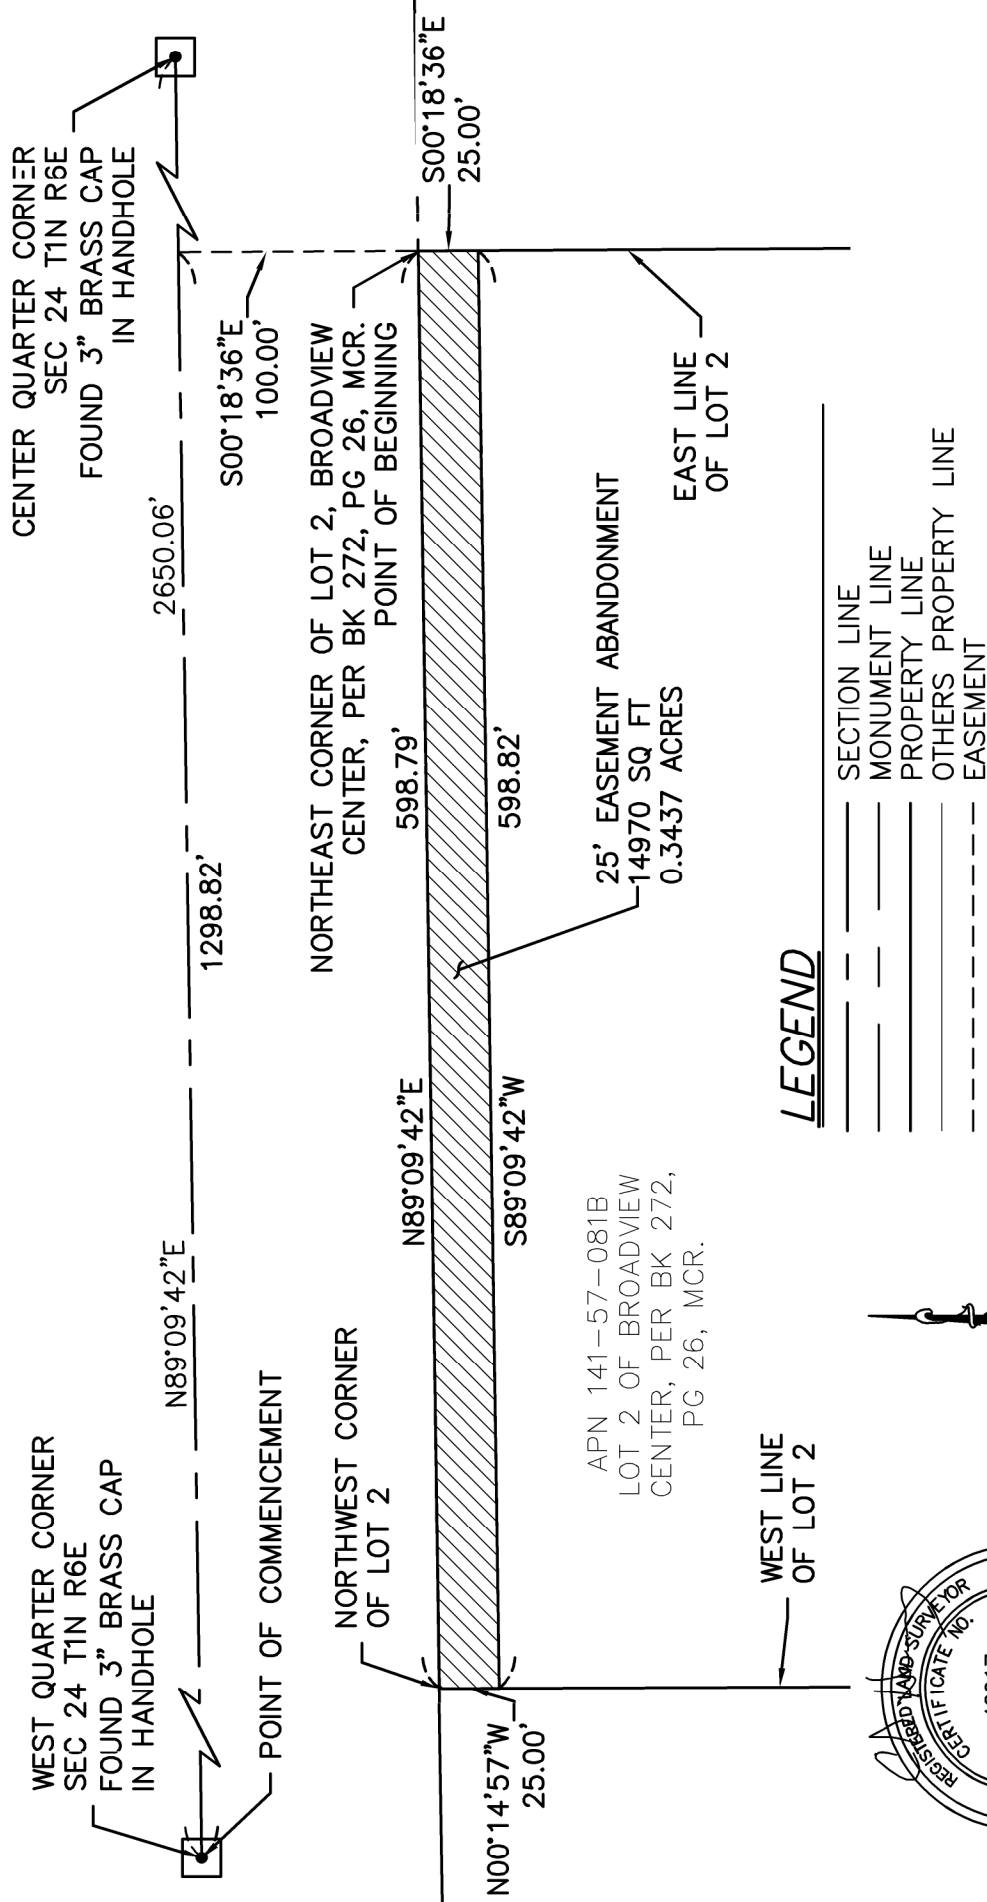 WEST QUARTER CORNER
SEC 24 T1N R6E
FOUND 3" BRASS CAP
IN HANDHOLE
POINT OF COMMENCEMENT
N89°09'42"E
1298.82'
2650.06'
CENTER QUARTER CORNER
SEC 24 T1N R6E
FOUND 3" BRASS CAP
IN HANDHOLE
S00°18'36"E
100.00'
NORTHWEST CORNER
OF LOT 2
NORTHEAST CORNER OF LOT 2, BROADVIEW
CENTER, PER BK 272, PG 26, MCR.
POINT OF BEGINNING
S00°18'36"E
25.00'
N89°09'42"E
598.79'
S89°09'42"W
598.82'
N00°14'57"W
25.00'
25' EASEMENT ABANDONMENT
14970 SQ FT
0.3437 ACRES
APN 141-57-081B
LOT 2 OF BROADVIEW
CENTER, PER BK 272,
PG 26, MCR.
EAST LINE
OF LOT 2
WEST LINE
OF LOT 2
LEGEND
SECTION LINE
MONUMENT LINE
PROPERTY LINE
OTHERS PROPERTY LINE
EASEMENT
REGISTERED LAND SURVEYOR
CERTIFICATE NO.